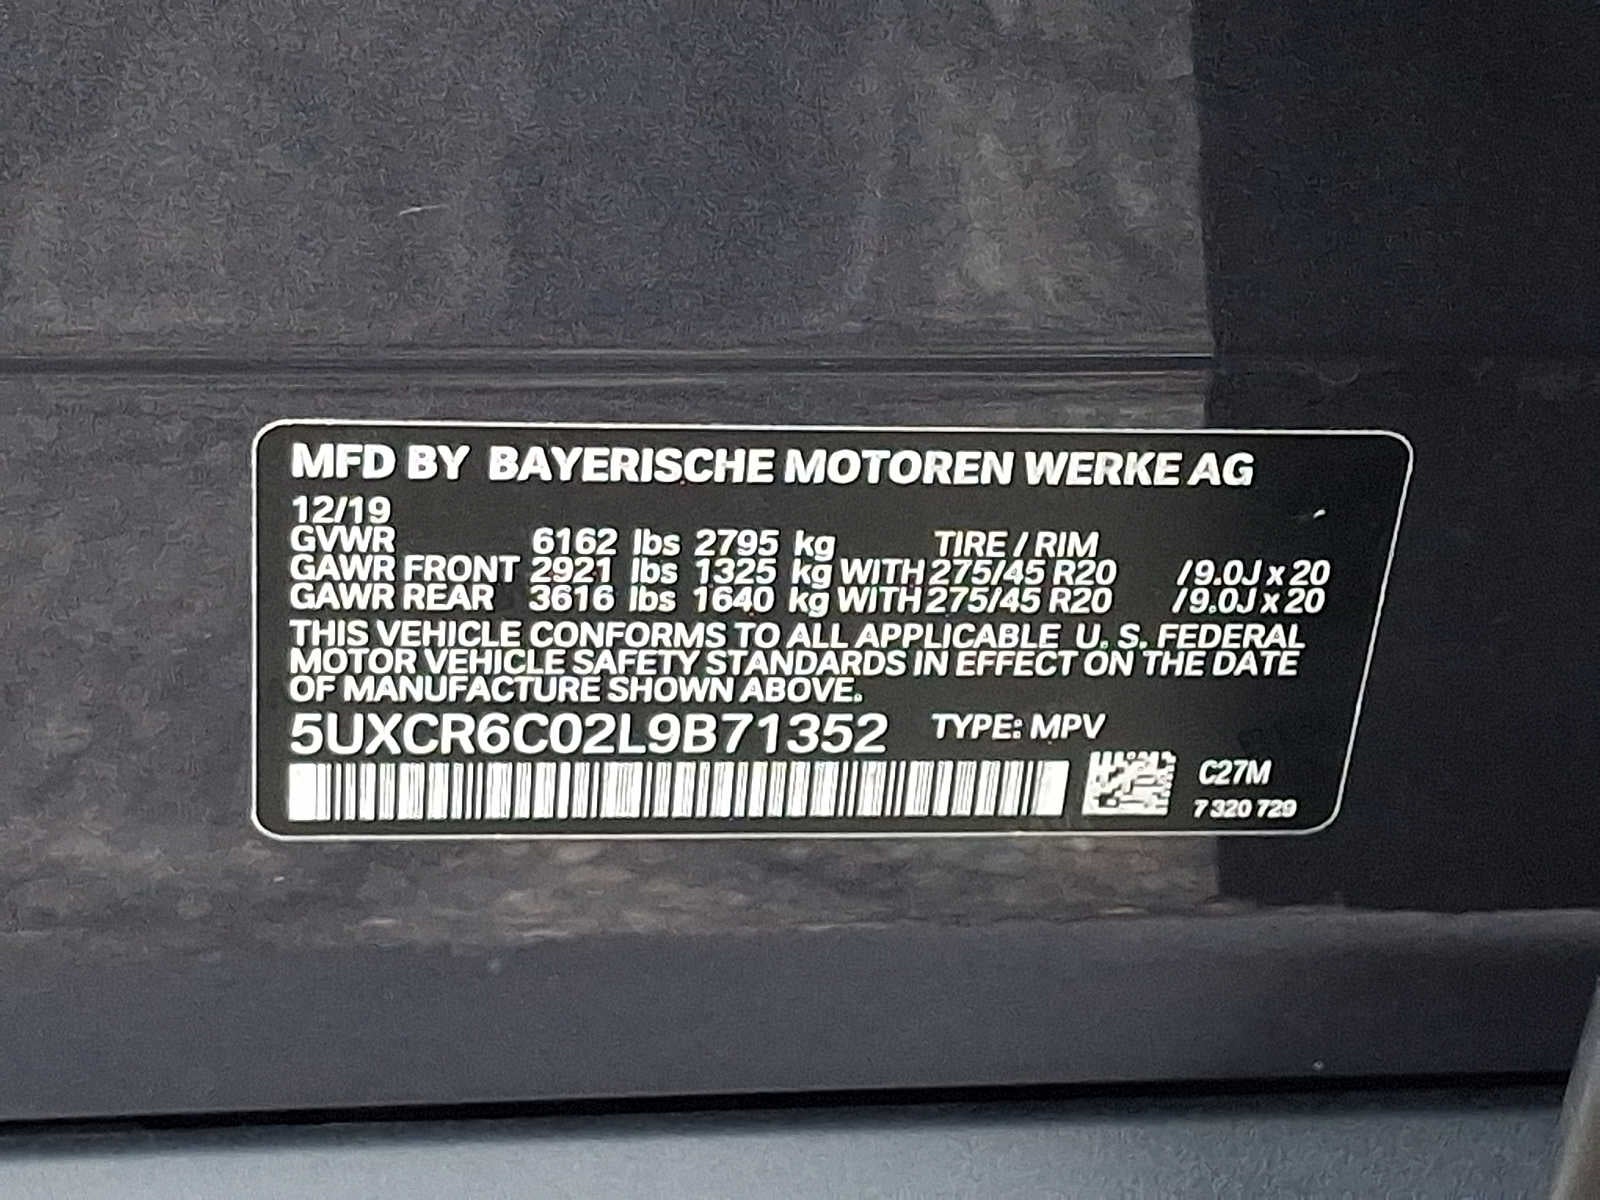 MFD BY BAYERISCHE MOTOREN WERKE AG
12/19
GVWR 6162 lbs 2795 kg TIRE / RIM
GAWR FRONT 2921 lbs 1325 kg WITH 275/45 R20 /9.0J x 20
GAWR REAR 3616 lbs 1640 kg WITH 275/45 R20 /9.0J x 20
THIS VEHICLE CONFORMS TO ALL APPLICABLE U. S. FEDERAL
MOTOR VEHICLE SAFETY STANDARDS IN EFFECT ON THE DATE
OF MANUFACTURE SHOWN ABOVE.
5UXCR6C02L9B71352 TYPE: MPV
C27M
7 320 729